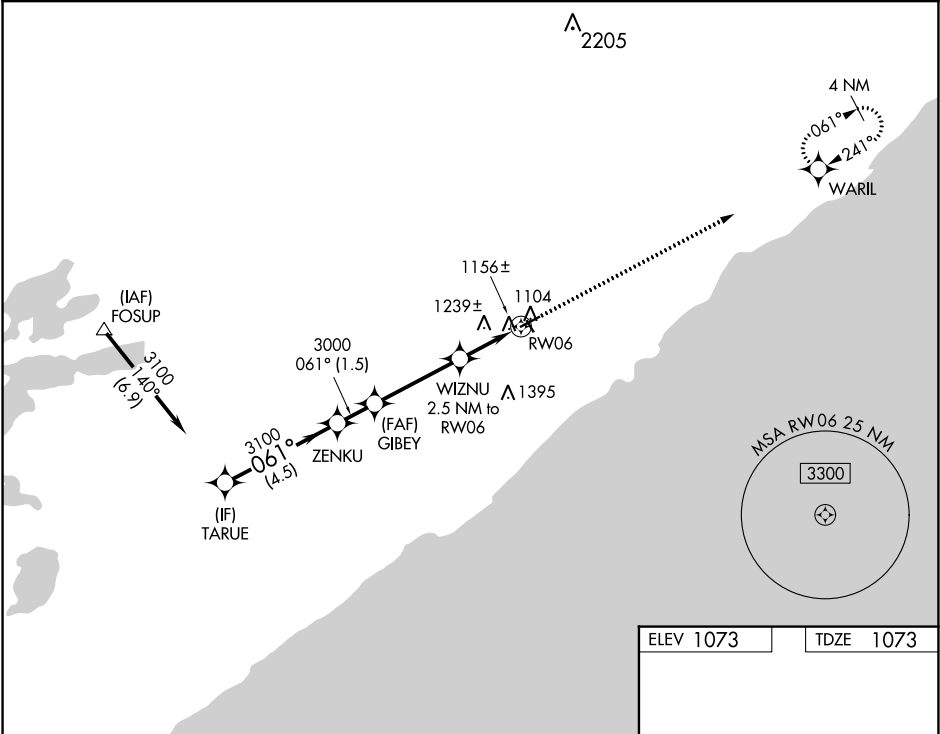 2205
4 NM
061°
241°
WARIL
1156±
1239±
1104
RW06
(IAF)
FOSUP
3100
140°
(6.9)
3000
061° (1.5)
WIZNU
2.5 NM to
RW06
1395
(FAF)
GIBEY
ZENKU
3100
061°
(4.5)
(IF)
TARUE
MSA RW06 25 NM
3300
ELEV 1073
TDZE 1073